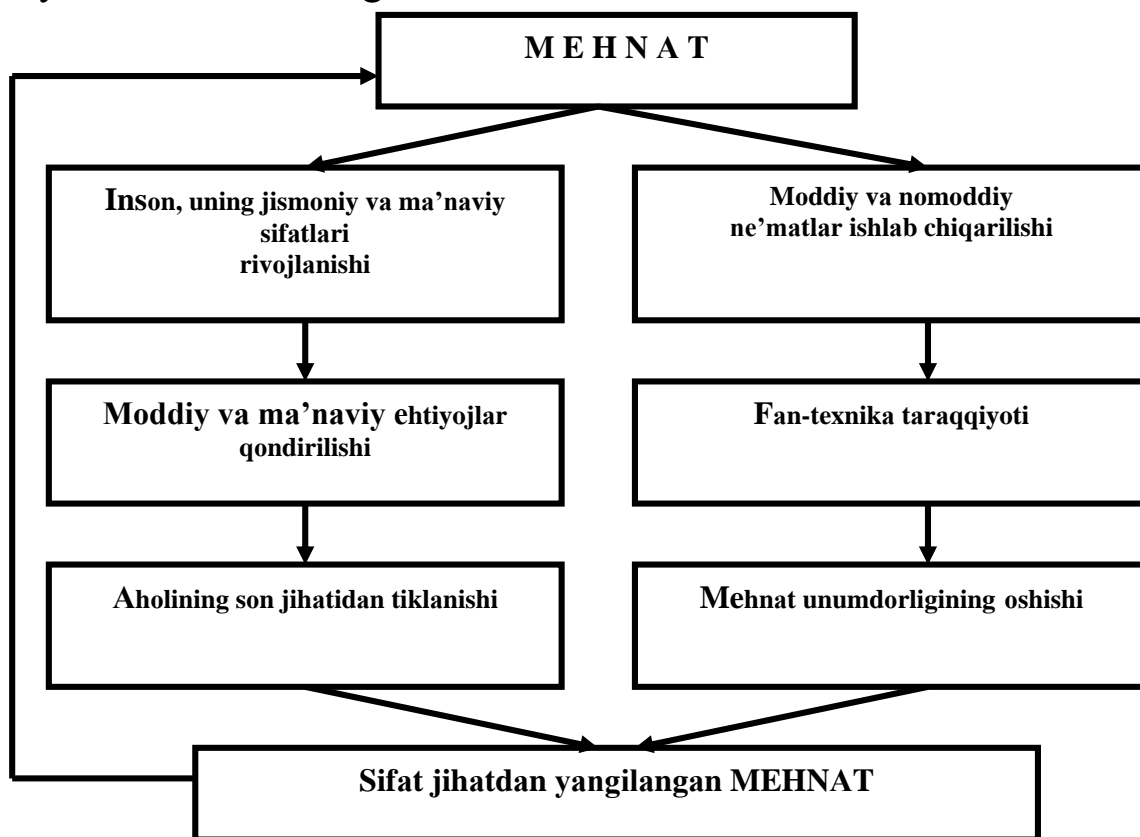 M E H N A T
Inson, uning jismoniy va ma’naviy
sifatlari
rivojlanishi
Moddiy va nomoddiy
ne’matlar ishlab chiqarilishi
Moddiy va ma’naviy ehtiyojlar
qondirilishi
Fan-texnika taraqqiyoti
Aholining son jihatidan tiklanishi
Mehnat unumdorligining oshishi
Sifat jihatdan yangilangan MEHNAT